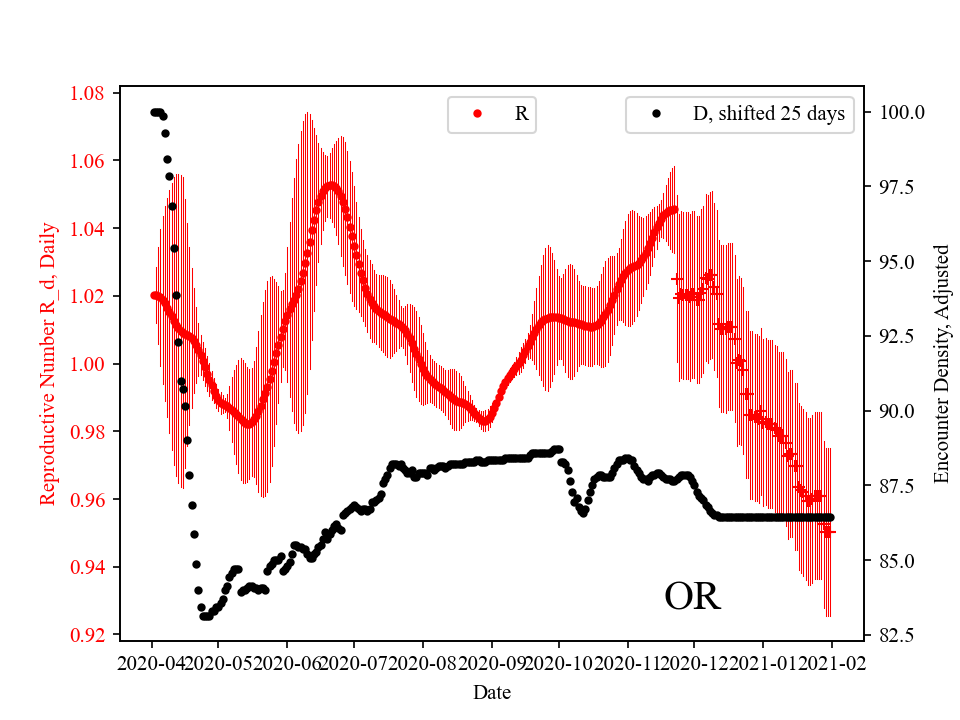 R
D, shifted 25 days
1.08
1.06
1.04
1.02
1.00
0.98
0.96
0.94
0.92
Reproductive Number R_d, Daily
100.0
97.5
95.0
92.5
90.0
87.5
85.0
82.5
Encounter Density, Adjusted
OR
2020-04 2020-05 2020-06 2020-07 2020-08 2020-09 2020-10 2020-11 2020-12 2021-01 2021-02
Date